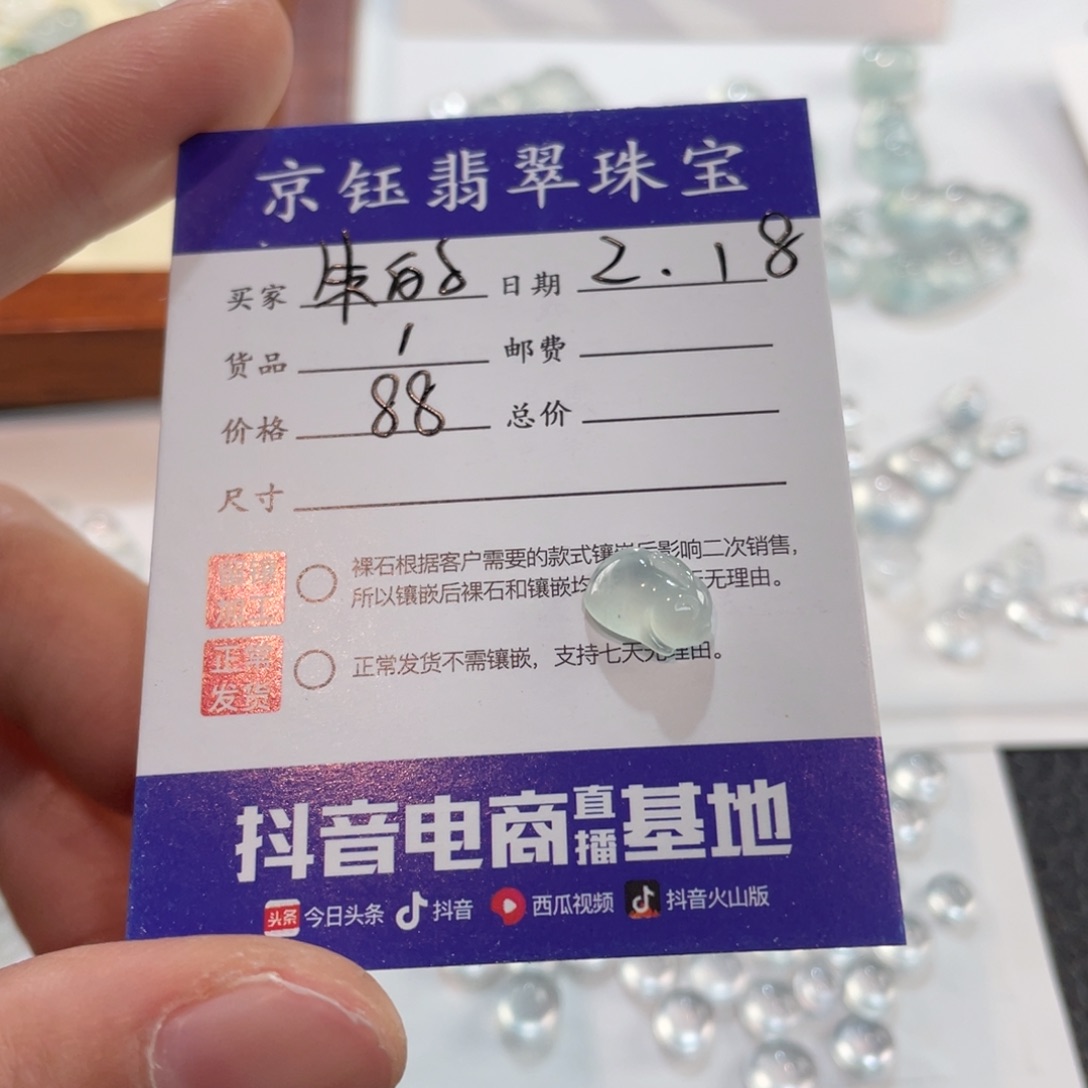 京钰翡翠珠宝
买家 朱 日期 2.18
货品 1 邮费
价格 88 总价
尺寸
裸石根据客户需要的款式镶嵌后影响二次销售，
所以镶嵌后裸石和镶嵌均 无理由。
正常发货
正常发货不需镶嵌，支持七天无理由。
抖音电商直播基地
头条 今日头条 抖音 西瓜视频 抖音火山版